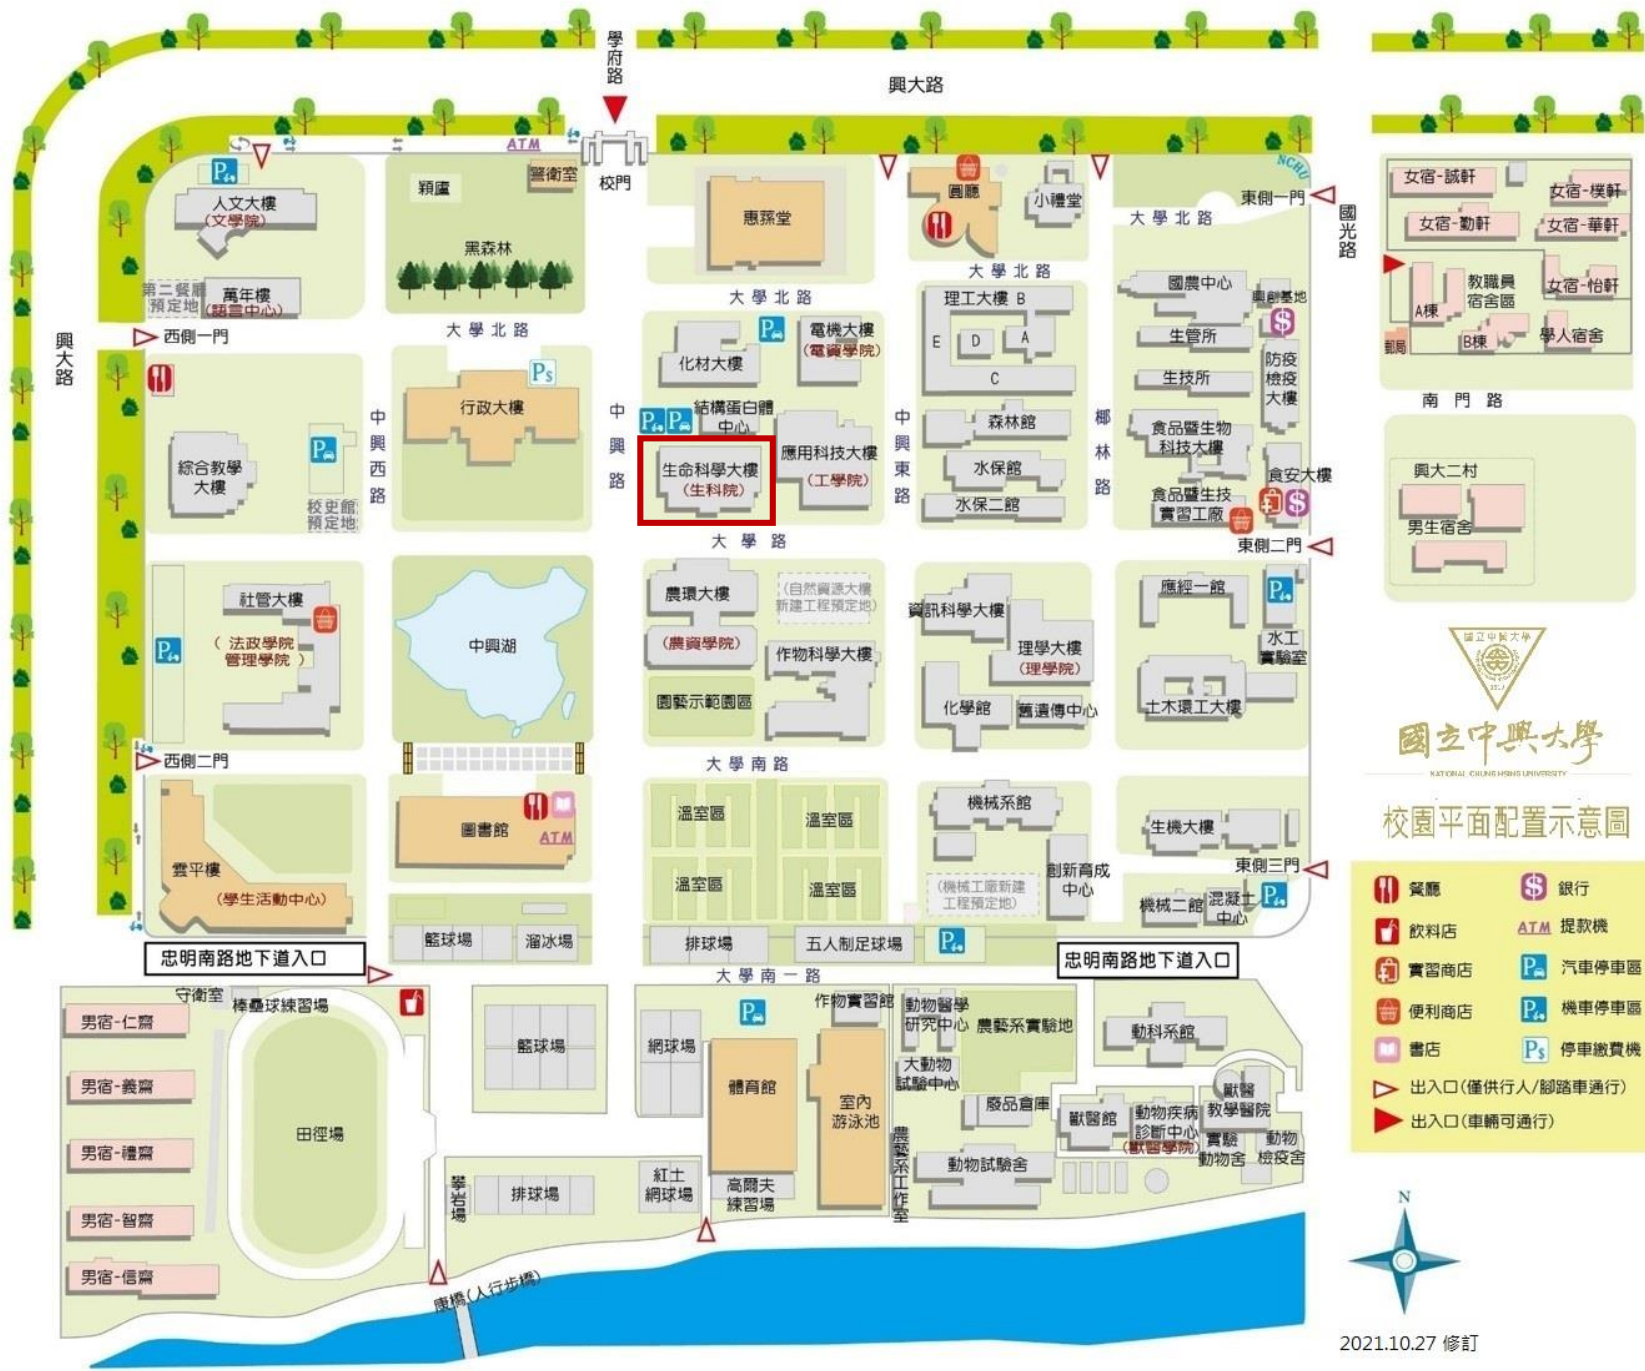 學府路
興大路
ATM
校門
穎廬
警衛室
黑森林
人文大樓
(文學院)
第二餐廳
預定地
萬年樓
(語言中心)
大學北路
惠蓀堂
大學北路
圓廳
小禮堂
大學北路
大學北路
NCHU
東側一門
國光路
女宿-誠軒
女宿-樸軒
女宿-勤軒
女宿-華軒
女宿-怡軒
教職員
宿舍區
A棟
B棟
學人宿舍
郵局
南門路
興大路
西側一門
中興西路
行政大樓
中興路
化材大樓
電機大樓
(電資學院)
結構蛋白體
中心
生命科學大樓
(生科院)
應用科技大樓
(工學院)
中興東路
理工大樓 B
E
D
A
C
森林館
水保館
水保二館
椰林路
國農中心
興創基地
生管所
生技所
防疫
檢疫
大樓
食品暨生物
科技大樓
食安大樓
食品暨生技
實習工廠
東側二門
綜合教學
大樓
校史館
預定地
大學路
興大二村
男生宿舍
社管大樓
(法政學院
管理學院)
中興湖
農環大樓
(農資學院)
(自然資源大樓
新建工程預定地)
作物科學大樓
園藝示範園區
資訊科學大樓
理學大樓
(理學院)
化學館
舊遺傳中心
應經一館
水工
實驗室
土木環工大樓
國立中興大學
NATIONAL CHUNG HSING UNIVERSITY
校園平面配置示意圖
西側二門
大學南路
雲平樓
(學生活動中心)
圖書館
ATM
溫室區
溫室區
溫室區
溫室區
機械系館
(機械工廠新建
工程預定地)
創新育成
中心
生機大樓
東側三門
機械二館
混凝土
中心
籃球場
溜冰場
排球場
五人制足球場
忠明南路地下道入口
忠明南路地下道入口
大學南一路
餐廳
銀行
飲料店
ATM
提款機
實習商店
汽車停車區
便利商店
機車停車區
書店
停車繳費機
出入口(僅供行人/腳踏車通行)
出入口(車輛可通行)
守衛室
棒壘球練習場
男宿-仁齋
男宿-義齋
男宿-禮齋
男宿-智齋
男宿-信齋
田徑場
攀岩場
籃球場
排球場
網球場
紅土
網球場
體育館
高爾夫
練習場
作物實習館
室內
游泳池
動物醫學
研究中心
農藝系實驗地
大動物
試驗中心
廢品倉庫
農藝系工作室
動物試驗舍
動科系館
獸醫館
動物疾病
診斷中心
(獸醫學院)
獸醫
教學醫院
實驗
動物舍
動物
檢疫舍
康橋(人行步橋)
N
2021.10.27 修訂